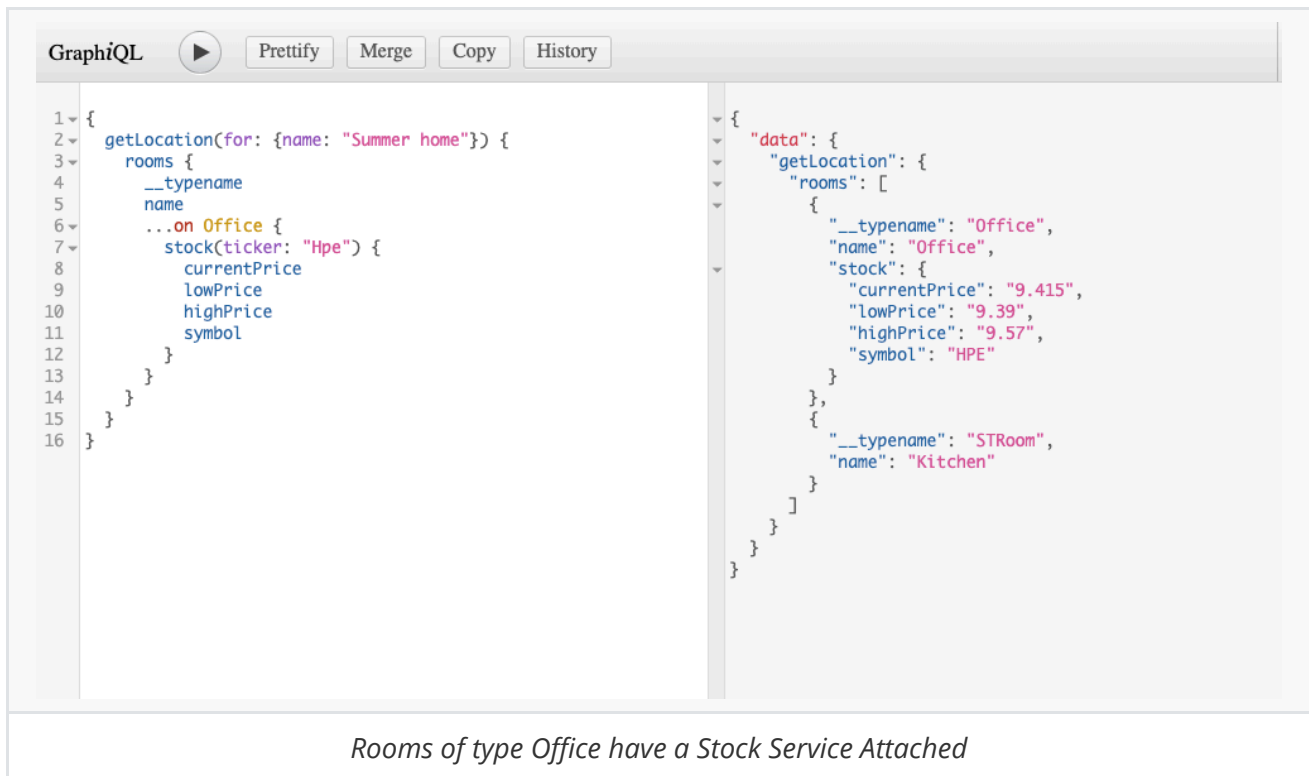 GraphiQL Prettify Merge Copy History
1 {
2 getLocation(for: {name: "Summer home"}) {
3 rooms {
4 __typename
5 name
6 ...on Office {
7 stock(ticker: "Hpe") {
8 currentPrice
9 lowPrice
10 highPrice
11 symbol
12 }
13 }
14 }
15 }
16 }
{
"data": {
"getLocation": {
"rooms": [
{
"__typename": "Office",
"name": "Office",
"stock": {
"currentPrice": "9.415",
"lowPrice": "9.39",
"highPrice": "9.57",
"symbol": "HPE"
}
},
{
"__typename": "STRoom",
"name": "Kitchen"
}
]
}
}
}
Rooms of type Office have a Stock Service Attached